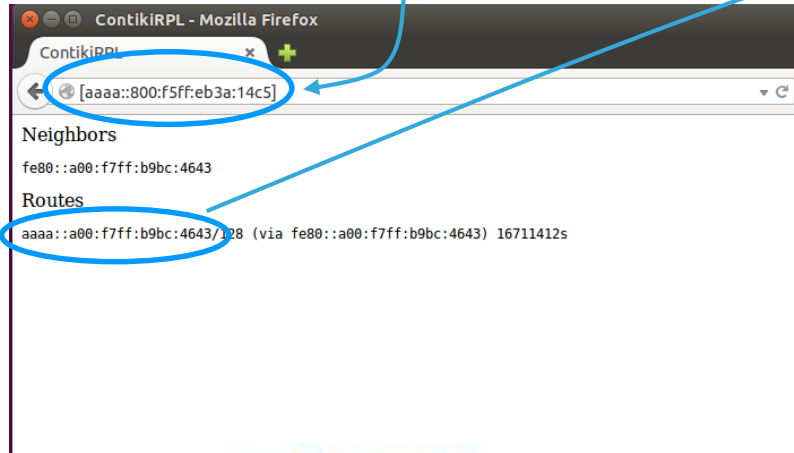 ContikiRPL - Mozilla Firefox
ContikiRPL
[aaaa::800:f5ff:eb3a:14c5]
Neighbors
fe80::a00:f7ff:b9bc:4643
Routes
aaaa::a00:f7ff:b9bc:4643/128 (via fe80::a00:f7ff:b9bc:4643) 16711412s